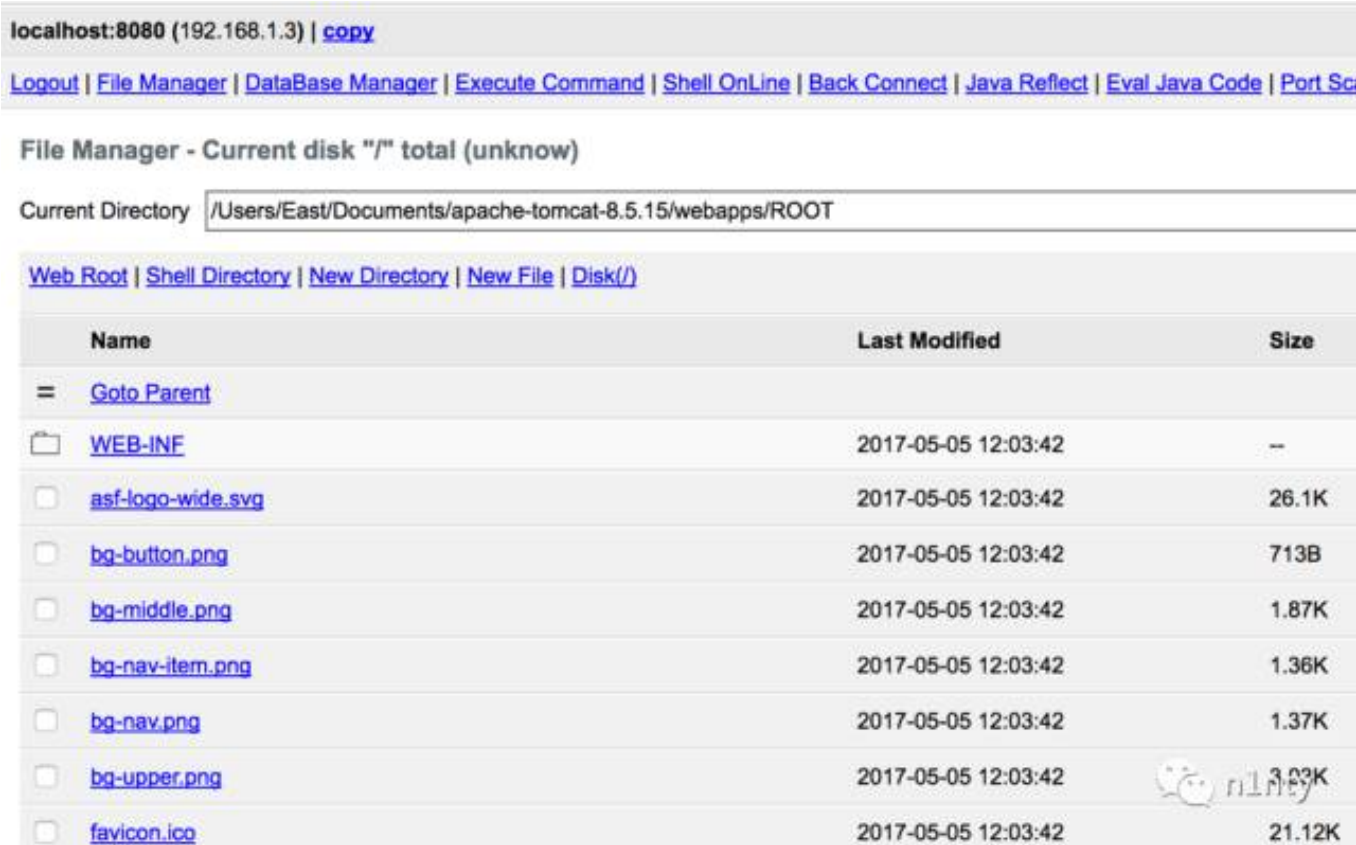 localhost:8080 (192.168.1.3) | copy
Logout | File Manager | DataBase Manager | Execute Command | Shell OnLine | Back Connect | Java Reflect | Eval Java Code | Port Sca
File Manager - Current disk "/" total (unknow)
Current Directory /Users/East/Documents/apache-tomcat-8.5.15/webapps/ROOT
Web Root | Shell Directory | New Directory | New File | Disk(/)
Name Last Modified Size
= Goto Parent
WEB-INF 2017-05-05 12:03:42 --
asf-logo-wide.svg 2017-05-05 12:03:42 26.1K
bg-button.png 2017-05-05 12:03:42 713B
bg-middle.png 2017-05-05 12:03:42 1.87K
bg-nav-item.png 2017-05-05 12:03:42 1.36K
bg-nav.png 2017-05-05 12:03:42 1.37K
bg-upper.png 2017-05-05 12:03:42
n1nty
favicon.ico 2017-05-05 12:03:42 21.12K